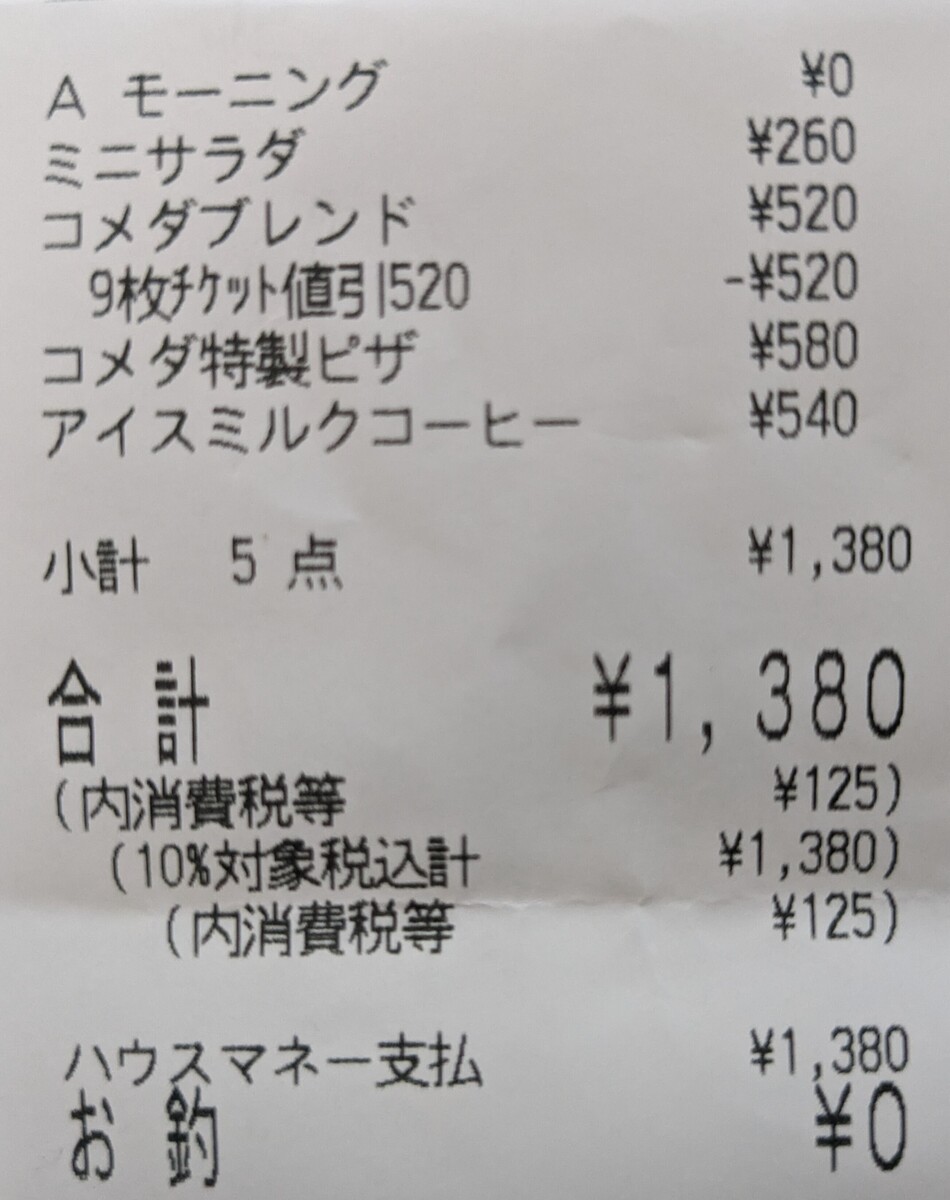 A モーニング ¥0
ミニサラダ ¥260
コメダブレンド ¥520
9枚ﾁｹｯﾄ値引520 -¥520
コメダ特製ピザ ¥580
アイスミルクコーヒー ¥540
小計 5 点 ¥1,380
合 計 ¥1,380
(内消費税等 ¥125)
(10%対象税込計 ¥1,380)
(内消費税等 ¥125)
ハウスマネー支払 ¥1,380
お 釣 ¥0